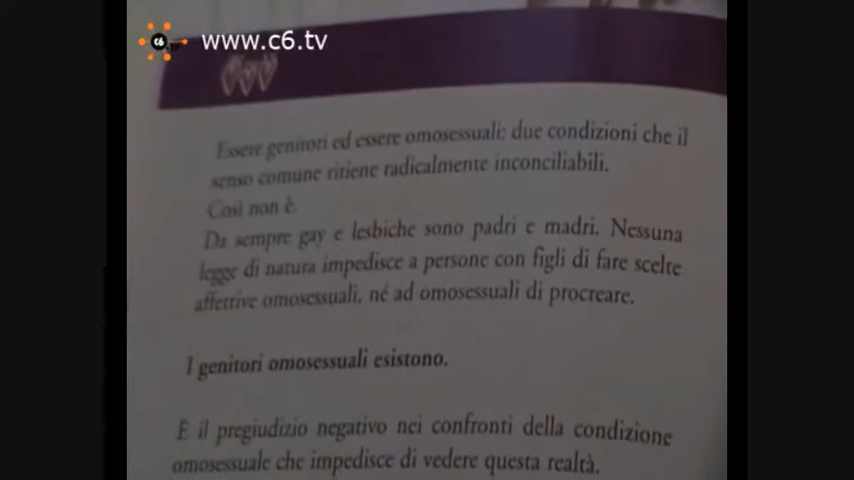 c6 www.c6.tv
Essere genitori ed essere omosessuali: due condizioni che il
senso comune ritiene radicalmente inconciliabili.
Così non è.
Da sempre gay e lesbiche sono padri e madri. Nessuna
legge di natura impedisce a persone con figli di fare scelte
affettive omosessuali, né ad omosessuali di procreare.
I genitori omosessuali esistono.
È il pregiudizio negativo nei confronti della condizione
omosessuale che impedisce di vedere questa realtà.